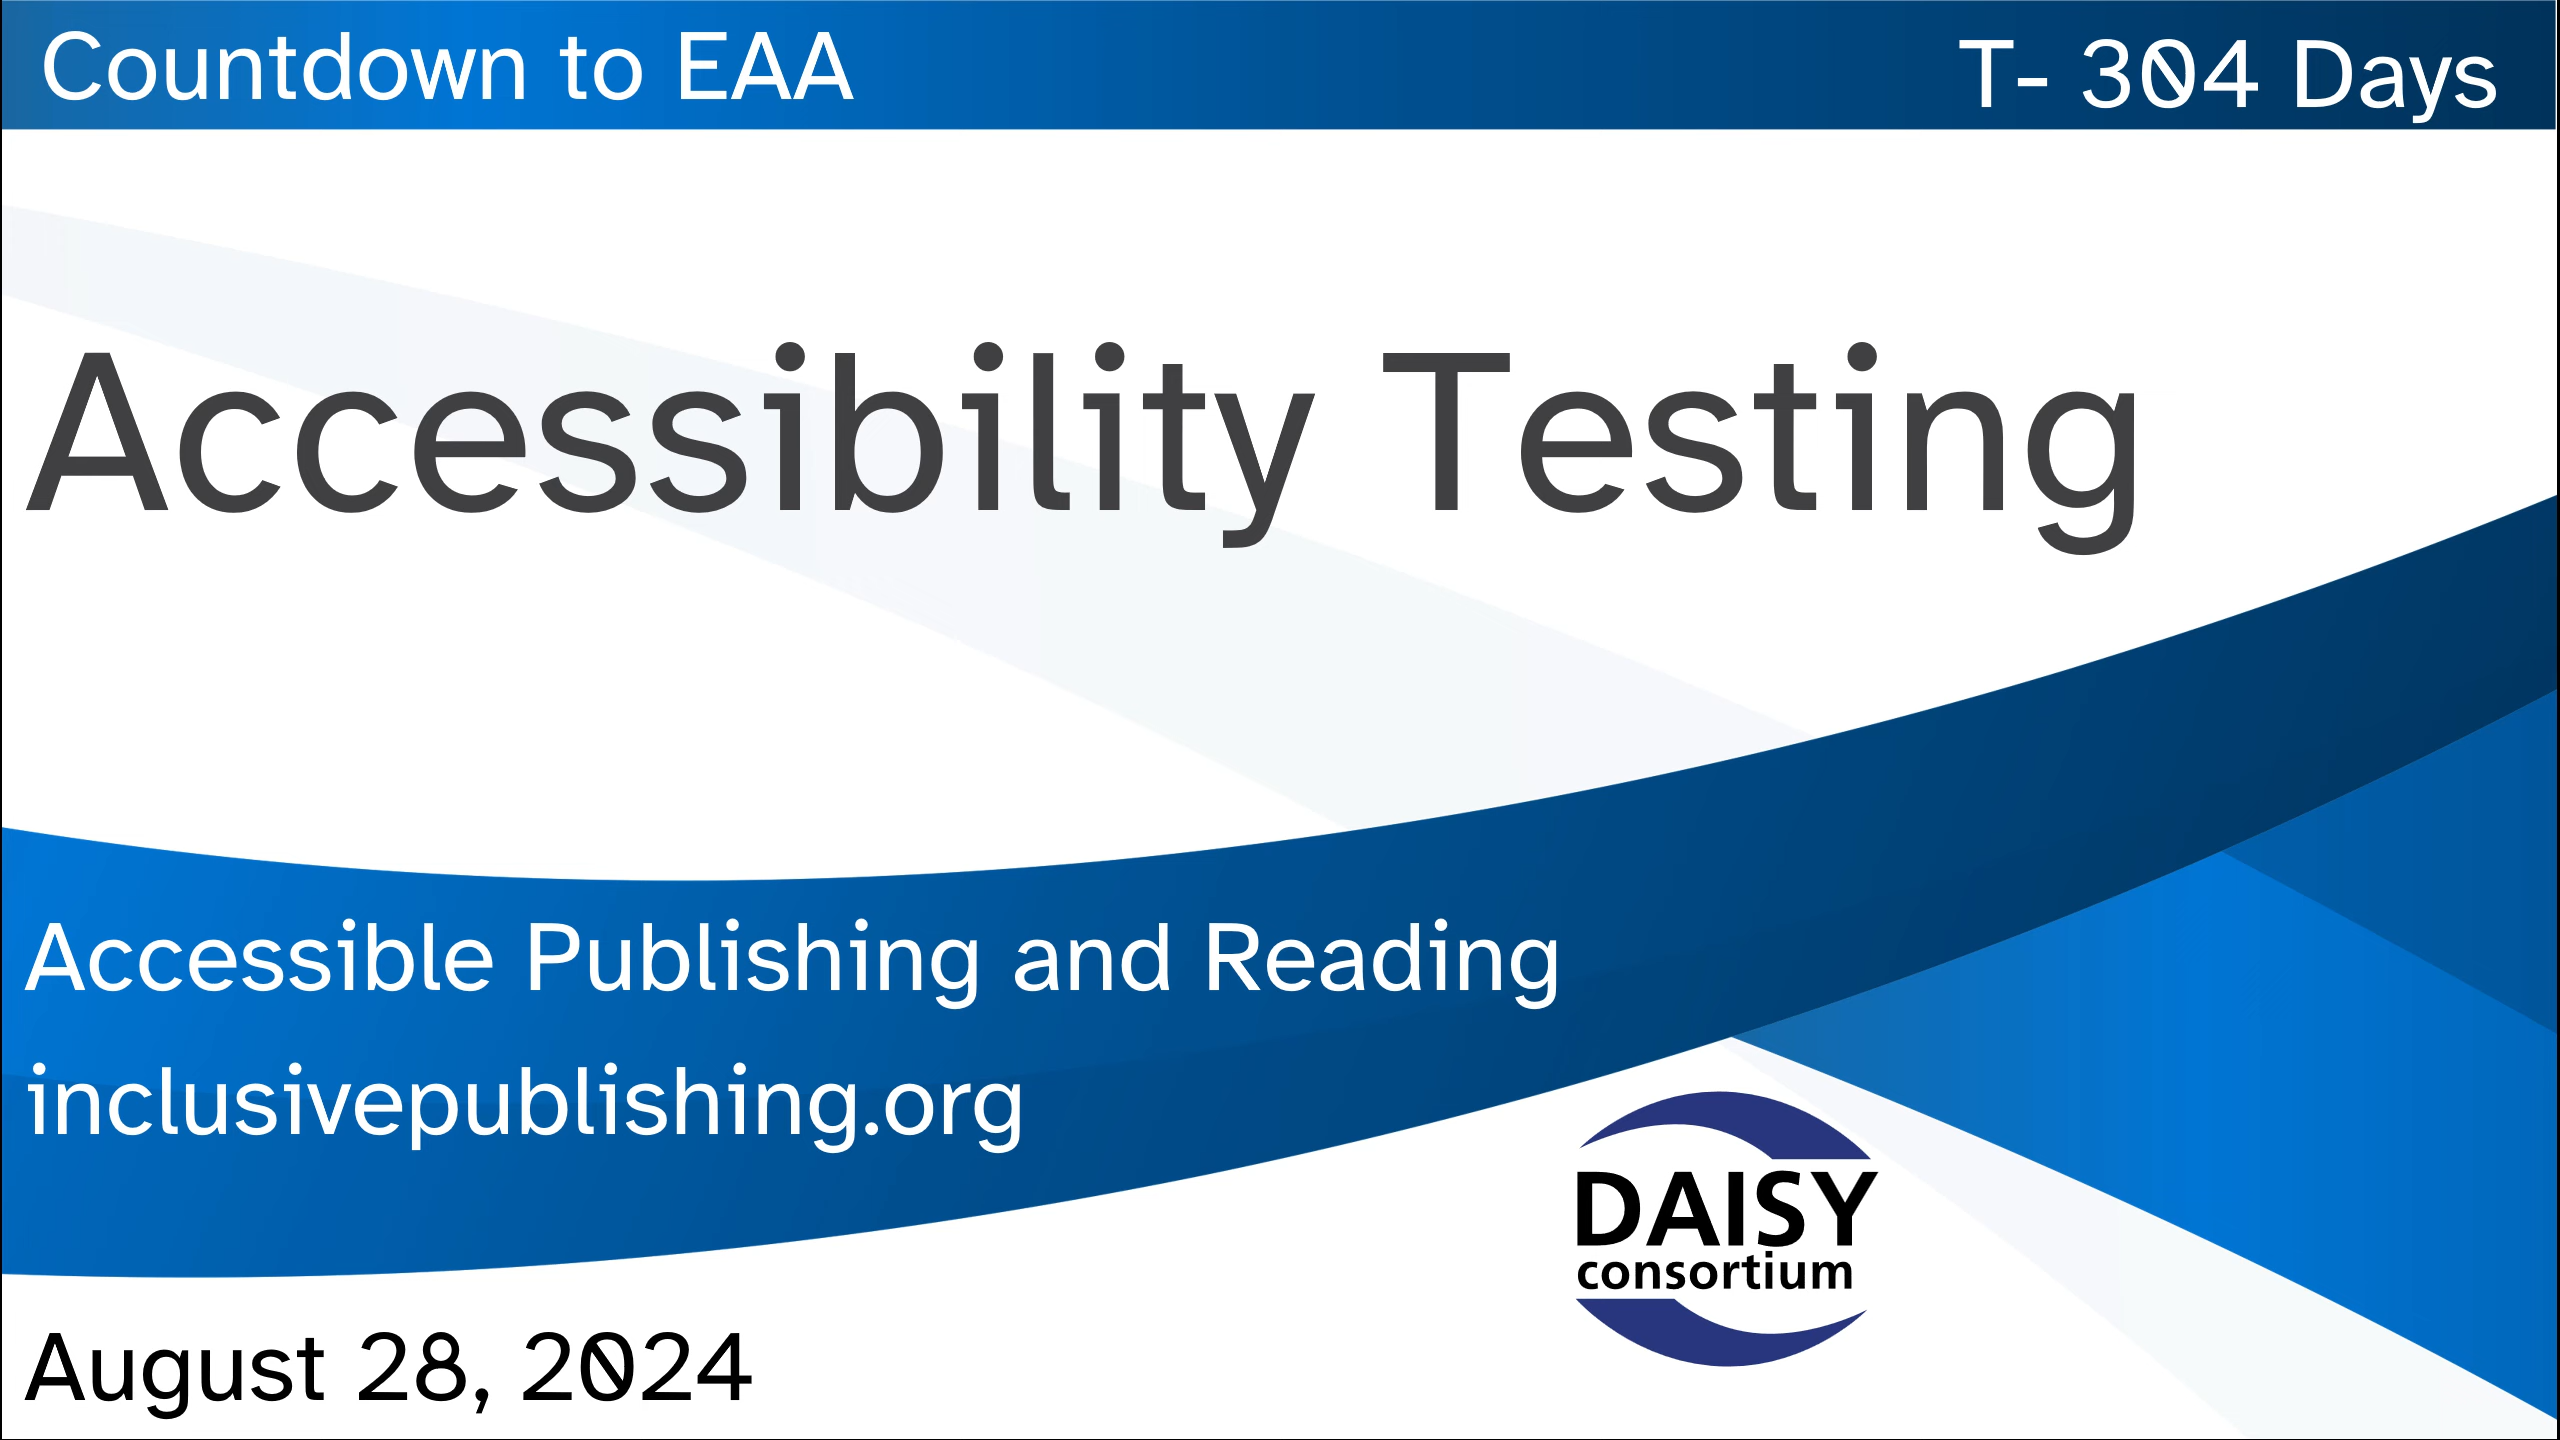 Countdown to EAA
T- 304 Days
Accessibility Testing
Accessible Publishing and Reading
inclusivepublishing.org
DAISY
consortium
August 28, 2024